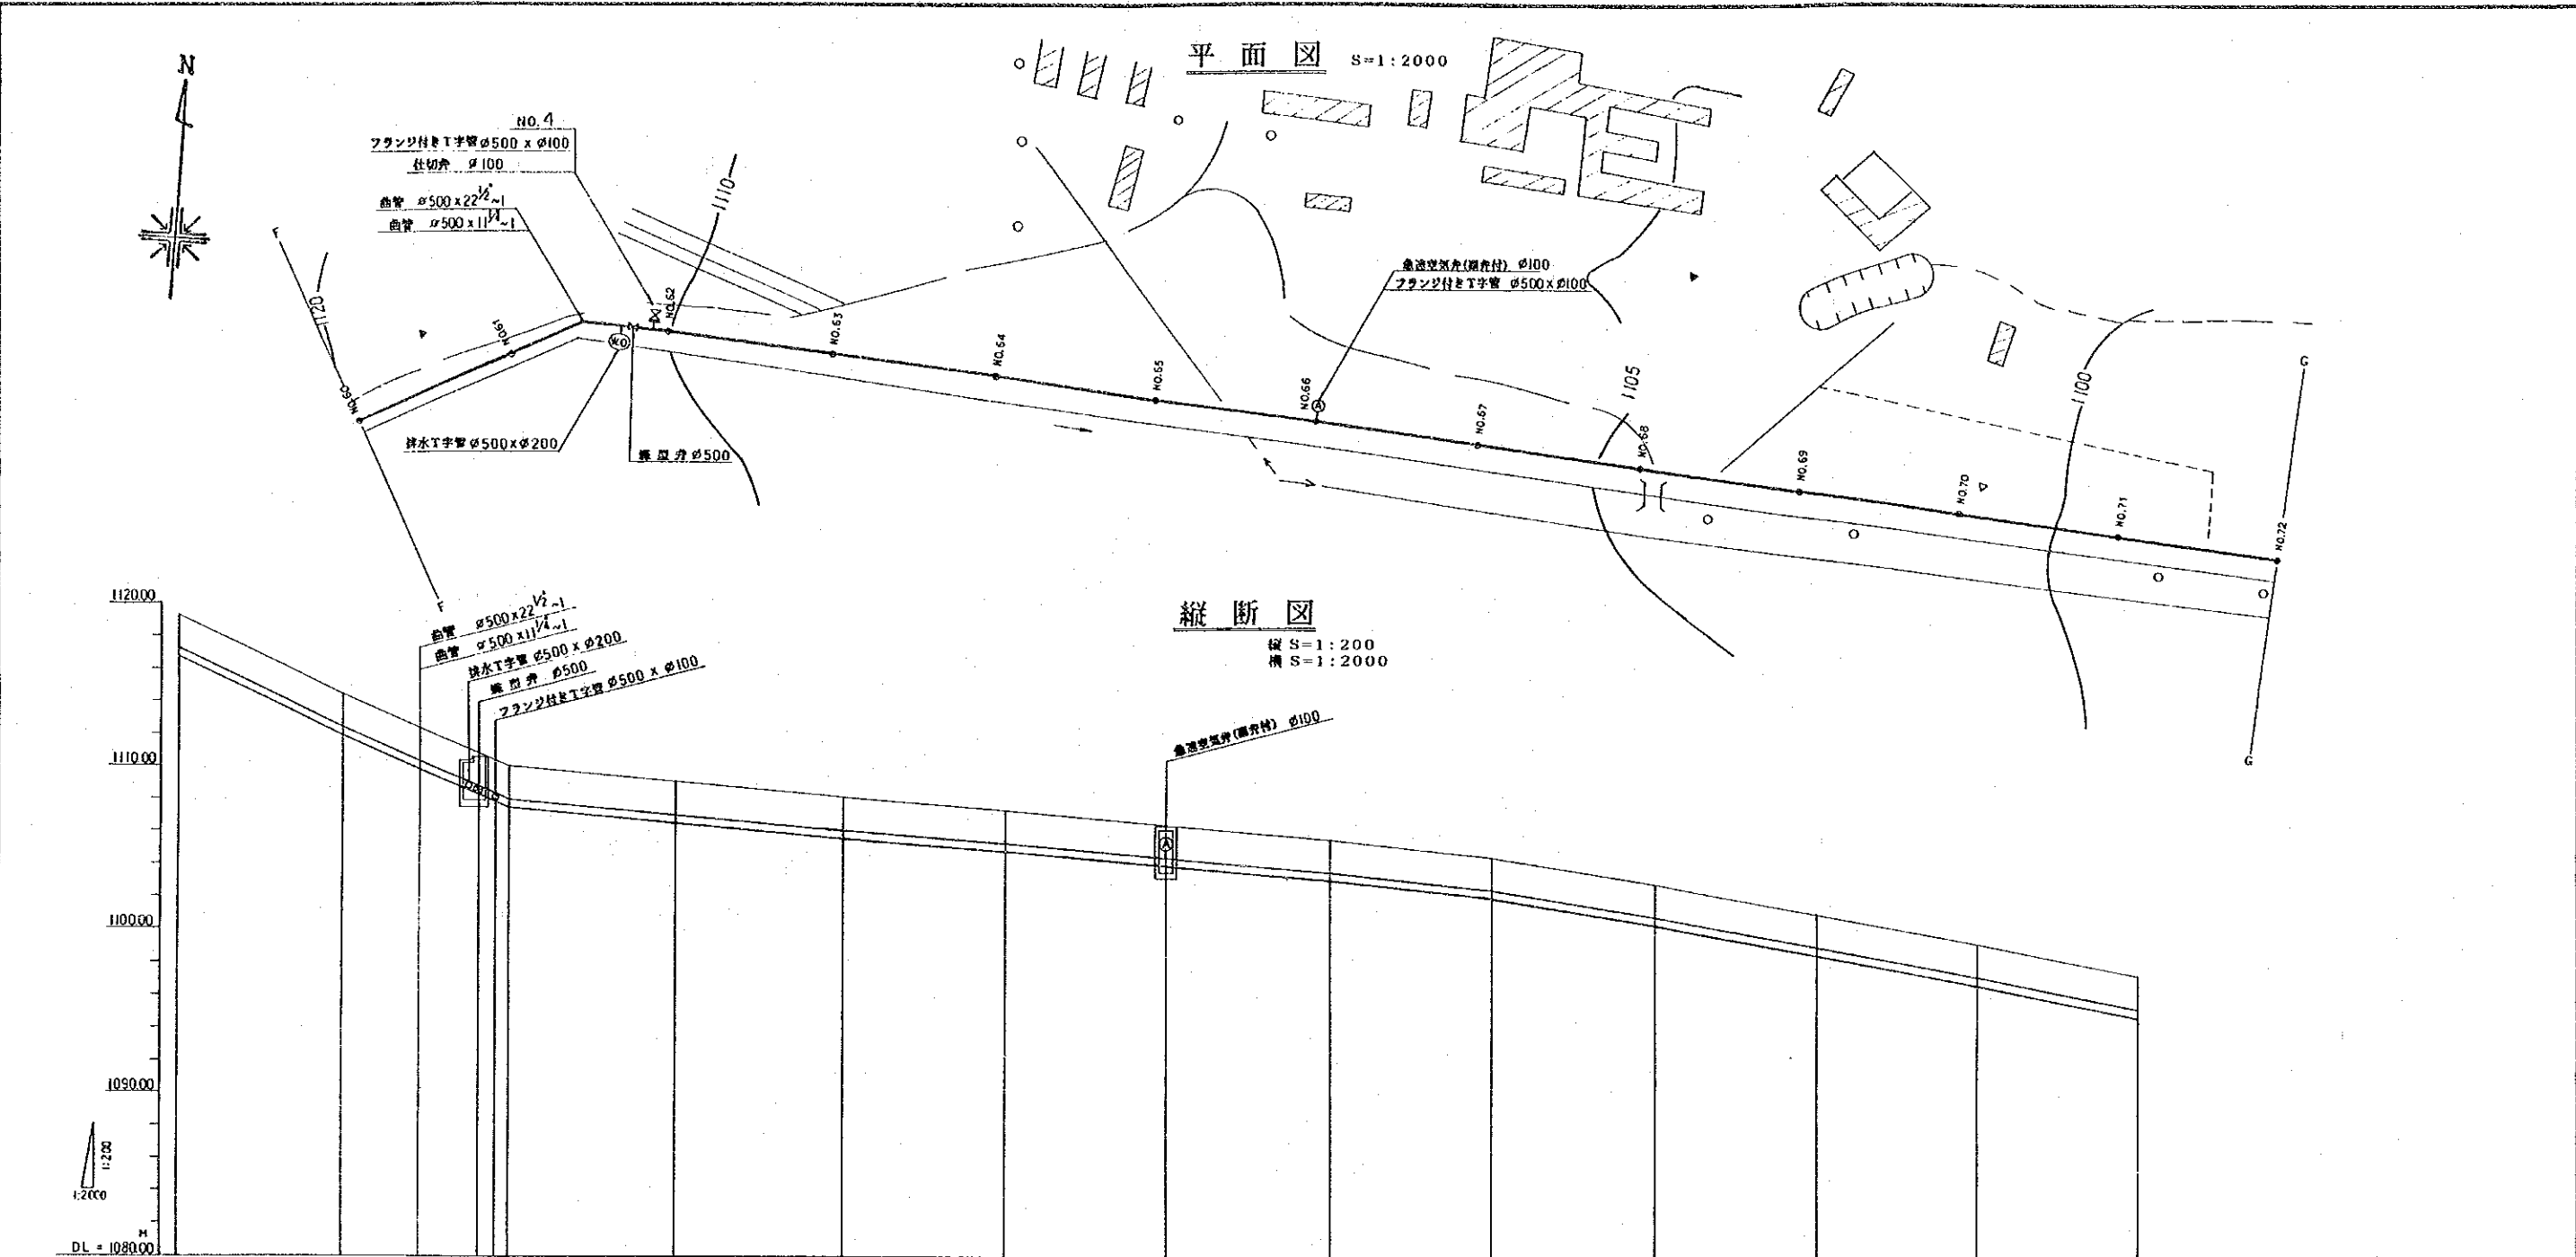 平面図 S=1:2000
N
NO.4
フランジ付きT字管 ø500 x ø100
仕切弁 ø100
曲管 ø500 x 22 1/2°~1
曲管 ø500 x 11 1/4°~1
F
1120
1110
NO.60
NO.61
NO.62
NO.63
NO.64
NO.65
NO.66
NO.67
NO.68
NO.69
NO.70
NO.71
NO.72
急速空気弁(副弁付) ø100
フランジ付きT字管 ø500 x ø100
A
1105
1100
G
排水T字管 ø500 x ø200
蝶型弁 ø500
F
G
縦断図
縦 S=1:200
横 S=1:2000
曲管 ø500 x 22 1/2°~1
曲管 ø500 x 11 1/4°~1
排水T字管 ø500 x ø200
蝶型弁 ø500
フランジ付きT字管 ø500 x ø100
急速空気弁(副弁付) ø100
A
1120.00
1110.00
1100.00
1090.00
1:200
1:2000
M
DL = 1080.00